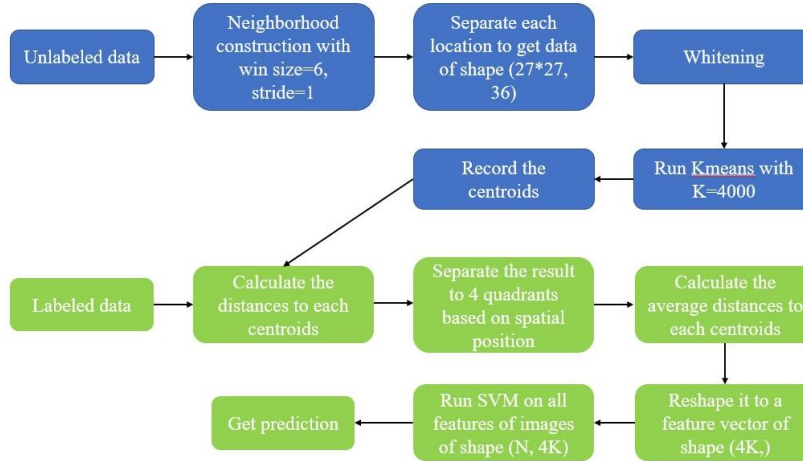 Unlabeled data
Neighborhood
construction with
win size=6,
stride=1
Separate each
location to get data
of shape (27*27,
36)
Whitening
Run Kmeans with
K=4000
Record the
centroids
Labeled data
Calculate the
distances to each
centroids
Separate the result
to 4 quadrants
based on spatial
position
Calculate the
average distances to
each centroids
Reshape it to a
feature vector of
shape (4K,)
Run SVM on all
features of images
of shape (N, 4K)
Get prediction